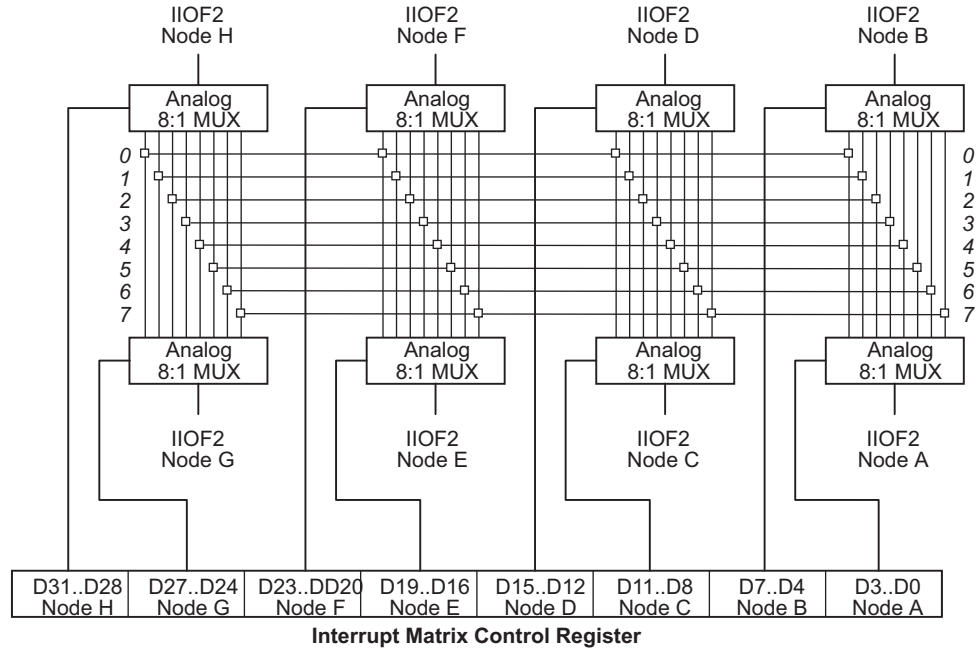 IIOF2 IIOF2 IIOF2 IIOF2
Node H Node F Node D Node B
Analog Analog Analog Analog
8:1 MUX 8:1 MUX 8:1 MUX 8:1 MUX
0 0
1 1
2 2
3 3
4 4
5 5
6 6
7 7
Analog Analog Analog Analog
8:1 MUX 8:1 MUX 8:1 MUX 8:1 MUX
IIOF2 IIOF2 IIOF2 IIOF2
Node G Node E Node C Node A
D31..D28 D27..D24 D23..DD20 D19..D16 D15..D12 D11..D8 D7..D4 D3..D0
Node H Node G Node F Node E Node D Node C Node B Node A
Interrupt Matrix Control Register